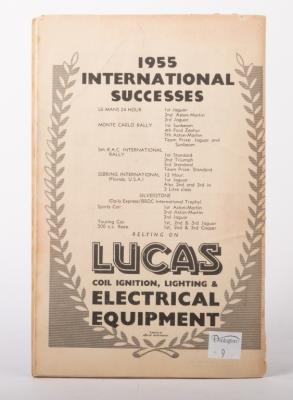 1955
INTERNATIONAL
SUCCESSES
LE MANS 24 HOUR 1st Jaguar
2nd Aston-Martin
3rd Jaguar
MONTE CARLO RALLY 1st Sunbeam
4th Ford Zephyr
7th Aston-Martin
Team Prize Jaguar and
Sunbeam
5th R.A.C. INTERNATIONAL 1st Standard
RALLY 2nd Triumph
3rd Standard
Team Prize: Standard
SEBRING INTERNATIONAL 12 Hour.
(Florida, U.S.A.) 1st Jaguar
Also 2nd and 3rd in
3 Litre class
SILVERSTONE
(Daily Express/BRDC International Trophy)
Sports Car 1st Aston-Martin
2nd Aston-Martin
3rd Jaguar
Touring Car 1st, 2nd & 3rd Jaguar
500 c.c. Race 1st, 2nd & 3rd Cooper
RELYING ON
LUCAS
COIL IGNITION, LIGHTING &
ELECTRICAL
EQUIPMENT